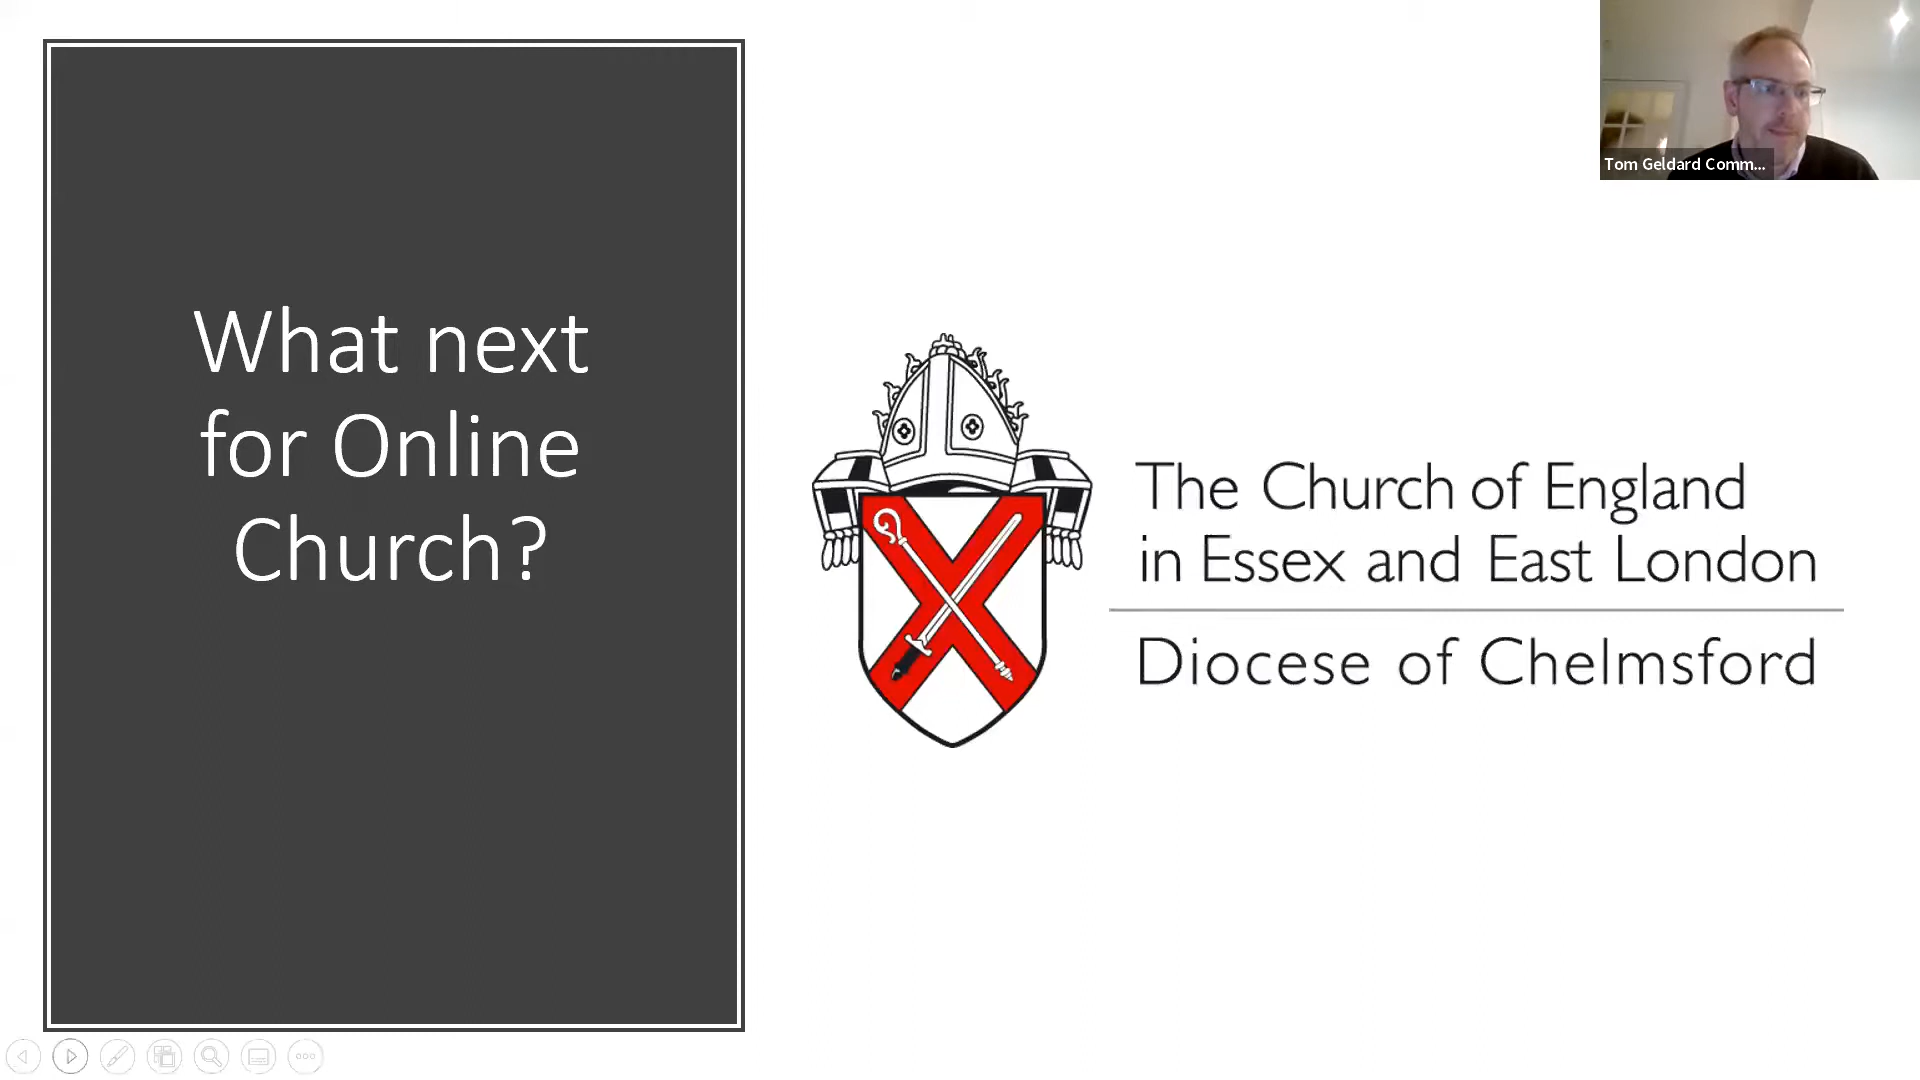 What next
for Online
Church?
Tom Geldard Comm...
The Church of England
in Essex and East London
Diocese of Chelmsford